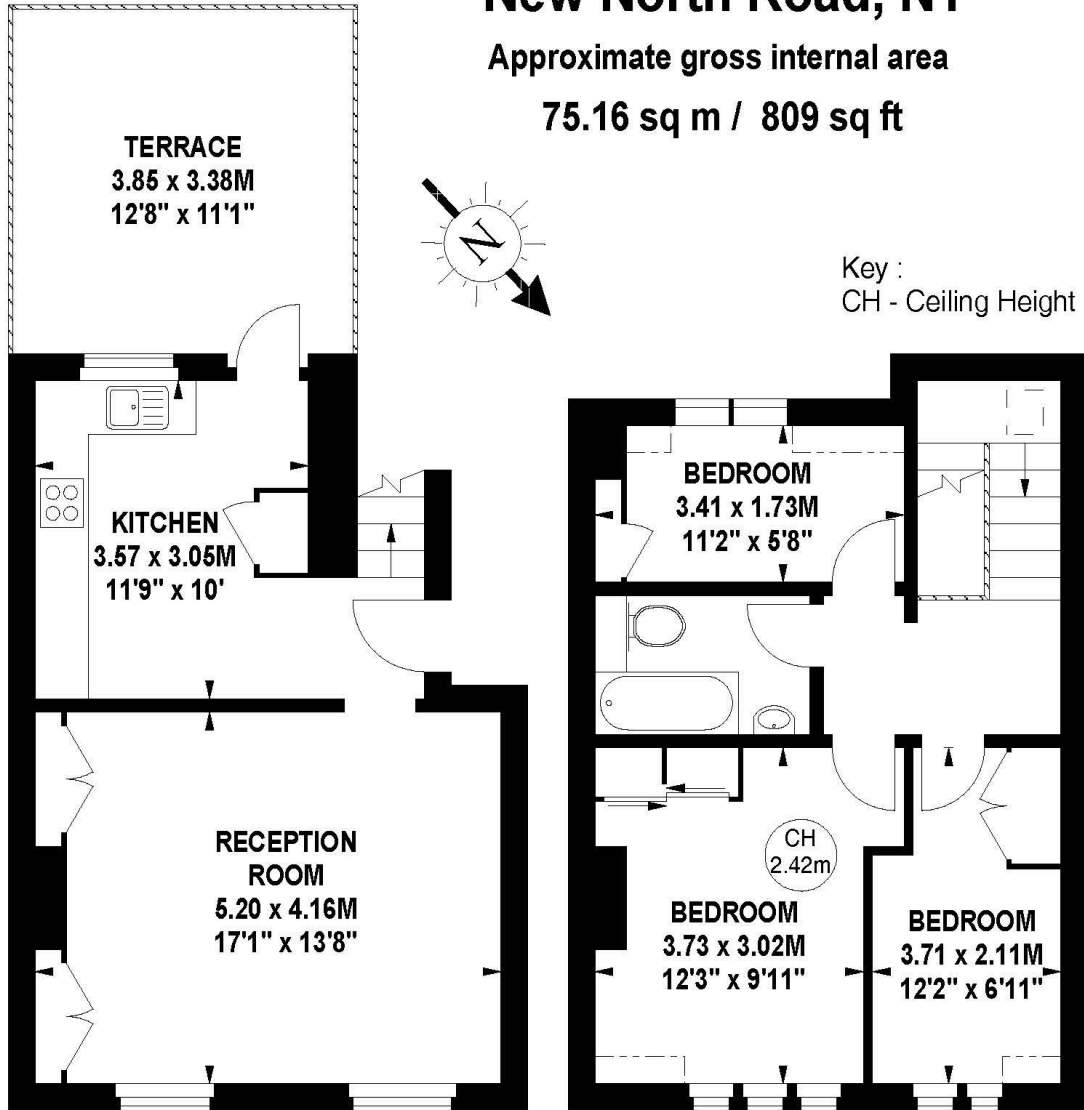 New North Road, N1
Approximate gross internal area
75.16 sq m / 809 sq ft
TERRACE
3.85 x 3.38M
12'8" x 11'1"
N
Key :
CH - Ceiling Height
KITCHEN
3.57 x 3.05M
11'9" x 10'
BEDROOM
3.41 x 1.73M
11'2" x 5'8"
RECEPTION
ROOM
5.20 x 4.16M
17'1" x 13'8"
CH
2.42m
BEDROOM
3.73 x 3.02M
12'3" x 9'11"
BEDROOM
3.71 x 2.11M
12'2" x 6'11"